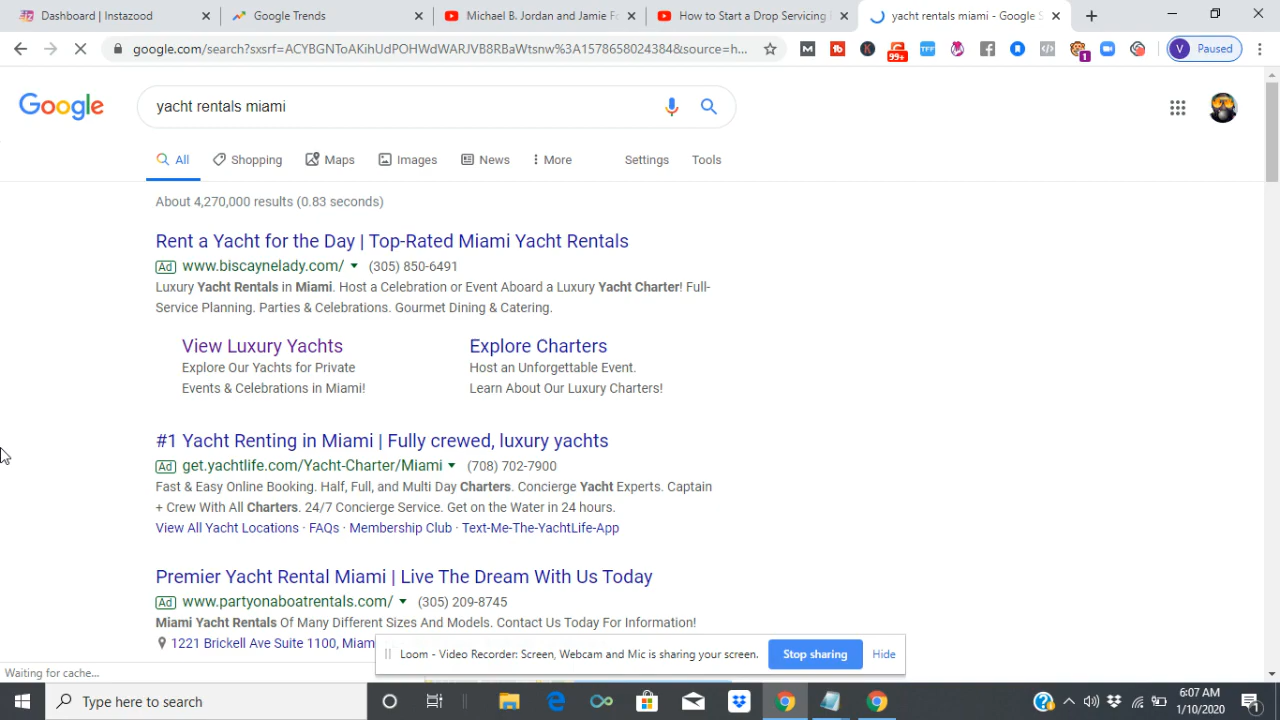 Dashboard | Instazood
Google Trends
Michael B. Jordan and Jamie F
How to Start a Drop Servicing
yacht rentals miami - Google S
google.com/search?sxsrf=ACYBGNToAKihUdPOHWdWARJVB8RBaWtsnw%3A1578658024384&source=h...
99+
TFF
1
V Paused
Google
yacht rentals miami
All
Shopping
Maps
Images
News
More
Settings
Tools
About 4,270,000 results (0.83 seconds)
Rent a Yacht for the Day | Top-Rated Miami Yacht Rentals
Ad www.biscaynelady.com/ (305) 850-6491
Luxury Yacht Rentals in Miami. Host a Celebration or Event Aboard a Luxury Yacht Charter! Full-
Service Planning. Parties & Celebrations. Gourmet Dining & Catering.
View Luxury Yachts
Explore Our Yachts for Private
Events & Celebrations in Miami!
Explore Charters
Host an Unforgettable Event.
Learn About Our Luxury Charters!
#1 Yacht Renting in Miami | Fully crewed, luxury yachts
Ad get.yachtlife.com/Yacht-Charter/Miami (708) 702-7900
Fast & Easy Online Booking. Half, Full, and Multi Day Charters. Concierge Yacht Experts. Captain
+ Crew With All Charters. 24/7 Concierge Service. Get on the Water in 24 hours.
View All Yacht Locations · FAQs · Membership Club · Text-Me-The-YachtLife-App
Premier Yacht Rental Miami | Live The Dream With Us Today
Ad www.partyonaboatrentals.com/ (305) 209-8745
Miami Yacht Rentals Of Many Different Sizes And Models. Contact Us Today For Information!
1221 Brickell Ave Suite 1100, Miam
Loom - Video Recorder: Screen, Webcam and Mic is sharing your screen.
Stop sharing
Hide
Waiting for cache...
Type here to search
6:07 AM
1/10/2020
1